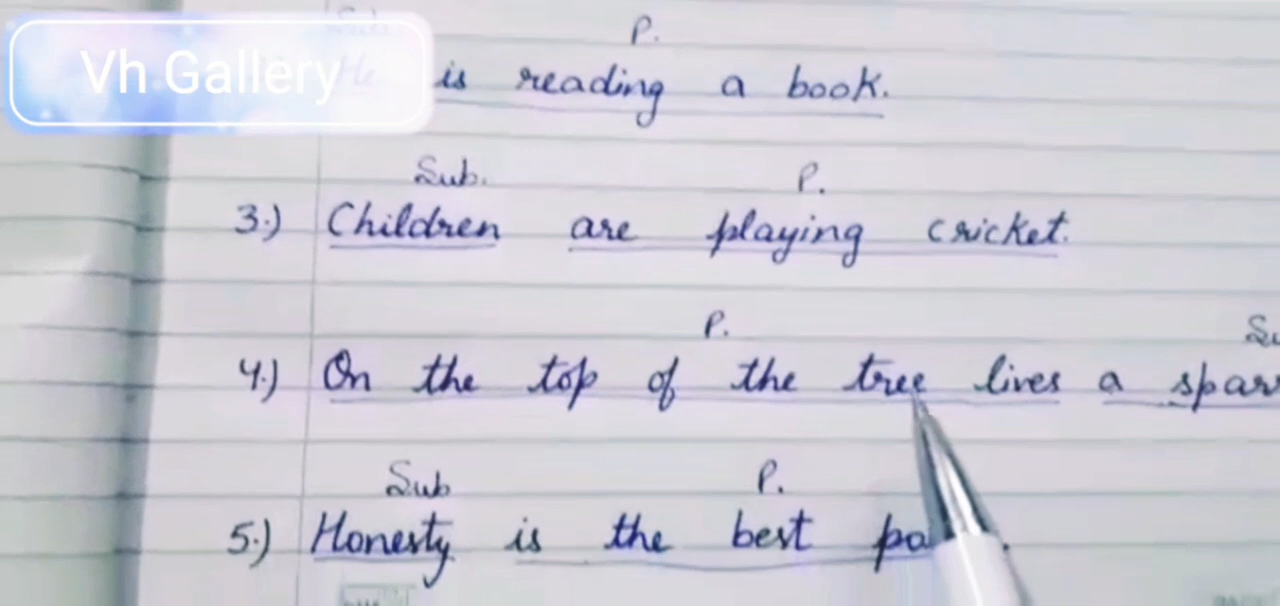 Vh Gallery
P.
He is reading a book.
Sub. P.
3.) Children are playing cricket.
P.
4.) On the top of the tree lives a
Sub P.
5.) Honesty is the best